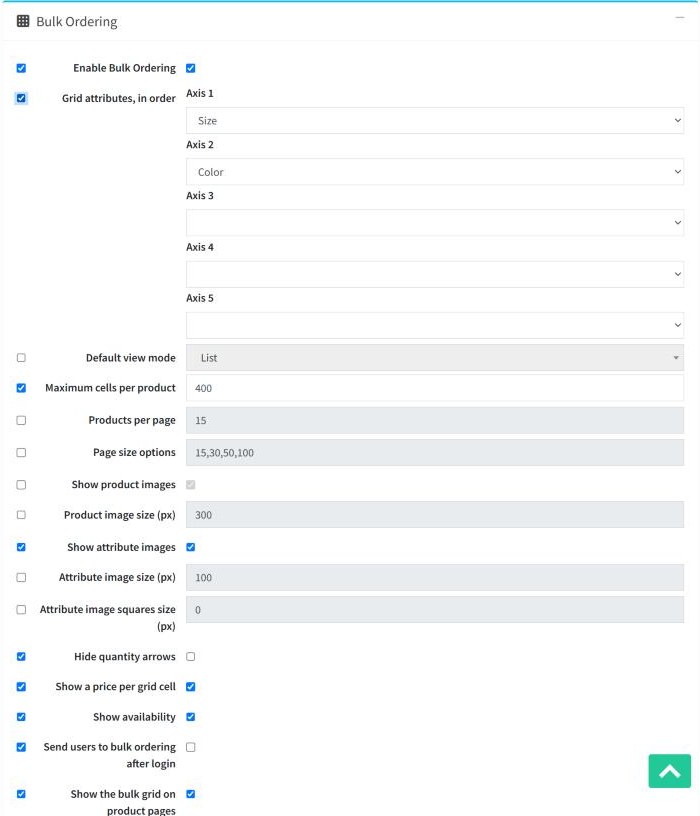 Bulk Ordering
Enable Bulk Ordering
Grid attributes, in order
Axis 1
Size
Axis 2
Color
Axis 3
Axis 4
Axis 5
Default view mode
List
Maximum cells per product
400
Products per page
15
Page size options
15,30,50,100
Show product images
Product image size (px)
300
Show attribute images
Attribute image size (px)
100
Attribute image squares size
(px)
0
Hide quantity arrows
Show a price per grid cell
Show availability
Send users to bulk ordering
after login
Show the bulk grid on
product pages